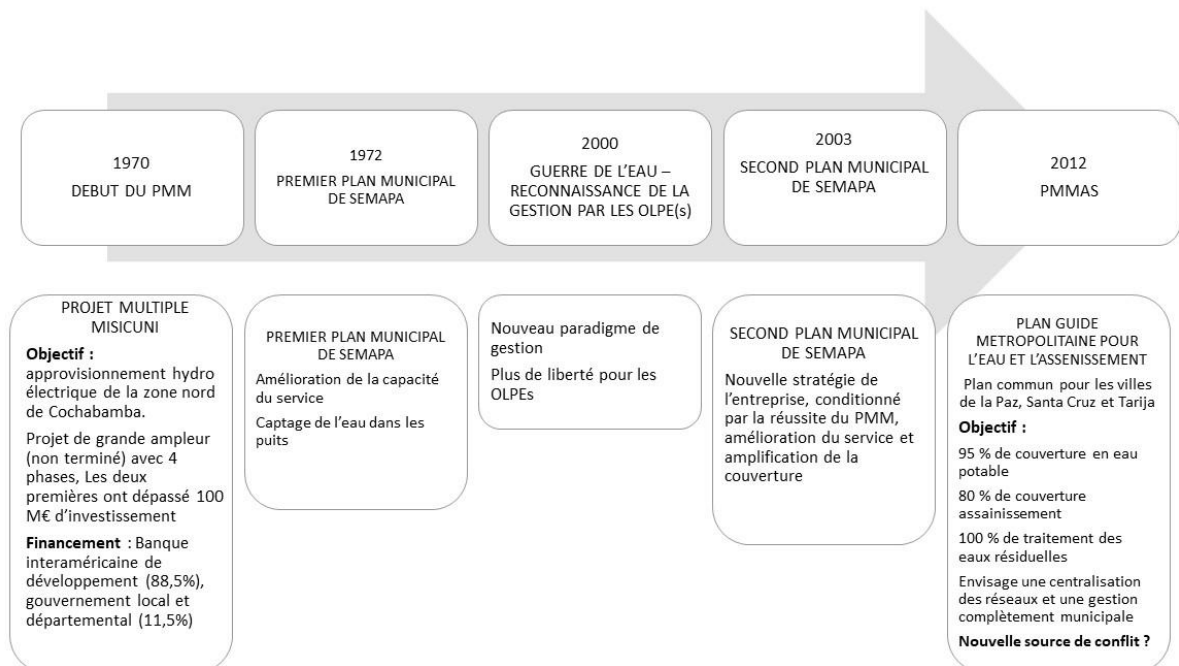 1970
DEBUT DU PMM
1972
PREMIER PLAN MUNICIPAL
DE SEMAPA
2000
GUERRE DE L’EAU –
RECONNAISSANCE DE LA
GESTION PAR LES OLPE(s)
2003
SECOND PLAN MUNICIPAL
DE SEMAPA
2012
PMMAS
PROJET MULTIPLE
MISICUNI
Objectif :
approvisionnement hydro
électrique de la zone nord
de Cochabamba.
Projet de grande ampleur
(non terminé) avec 4
phases, Les deux
premières ont dépassé 100
M€ d’investissement
Financement : Banque
interaméricaine de
développement (88,5%),
gouvernement local et
départemental (11,5%)
PREMIER PLAN MUNICIPAL
DE SEMAPA
Amélioration de la capacité
du service
Captage de l’eau dans les
puits
Nouveau paradigme de
gestion
Plus de liberté pour les
OLPEs
SECOND PLAN MUNICIPAL
DE SEMAPA
Nouvelle stratégie de
l’entreprise, conditionné
par la réussite du PMM,
amélioration du service et
amplification de la
couverture
PLAN GUIDE
METROPOLITAINE POUR
L’EAU ET L’ASSENISSEMENT
Plan commun pour les villes
de la Paz, Santa Cruz et Tarija
Objectif :
95 % de couverture en eau
potable
80 % de couverture
assainissement
100 % de traitement des
eaux résiduelles
Envisage une centralisation
des réseaux et une gestion
complètement municipale
Nouvelle source de conflit ?